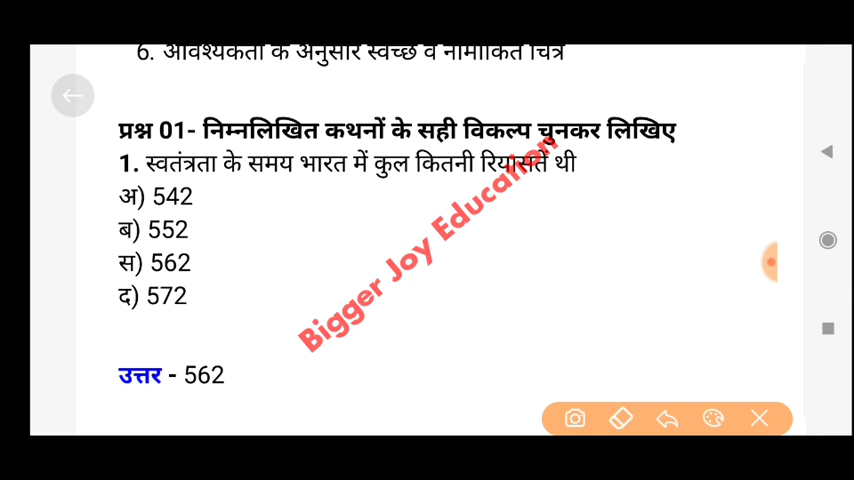 6. आवश्यकता के अनुसार स्वच्छ व नामांकित चित्र
प्रश्न 01- निम्नलिखित कथनों के सही विकल्प चुनकर लिखिए
1. स्वतंत्रता के समय भारत में कुल कितनी रियासतें थी
अ) 542
ब) 552
स) 562
द) 572
Bigger Joy Education
उत्तर - 562